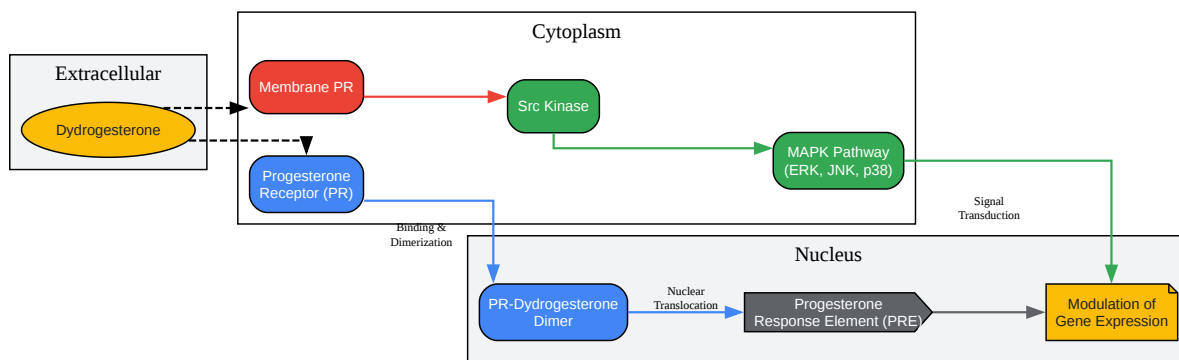 Cytoplasm
Extracellular
Membrane PR
Src Kinase
Dydrogesterone
MAPK Pathway
(ERK, JNK, p38)
Progesterone
Receptor (PR)
Signal
Transduction
Binding &
Dimerization
Nucleus
PR-Dydrogesterone
Dimer
Nuclear
Translocation
Progesterone
Response Element (PRE)
Modulation of
Gene Expression